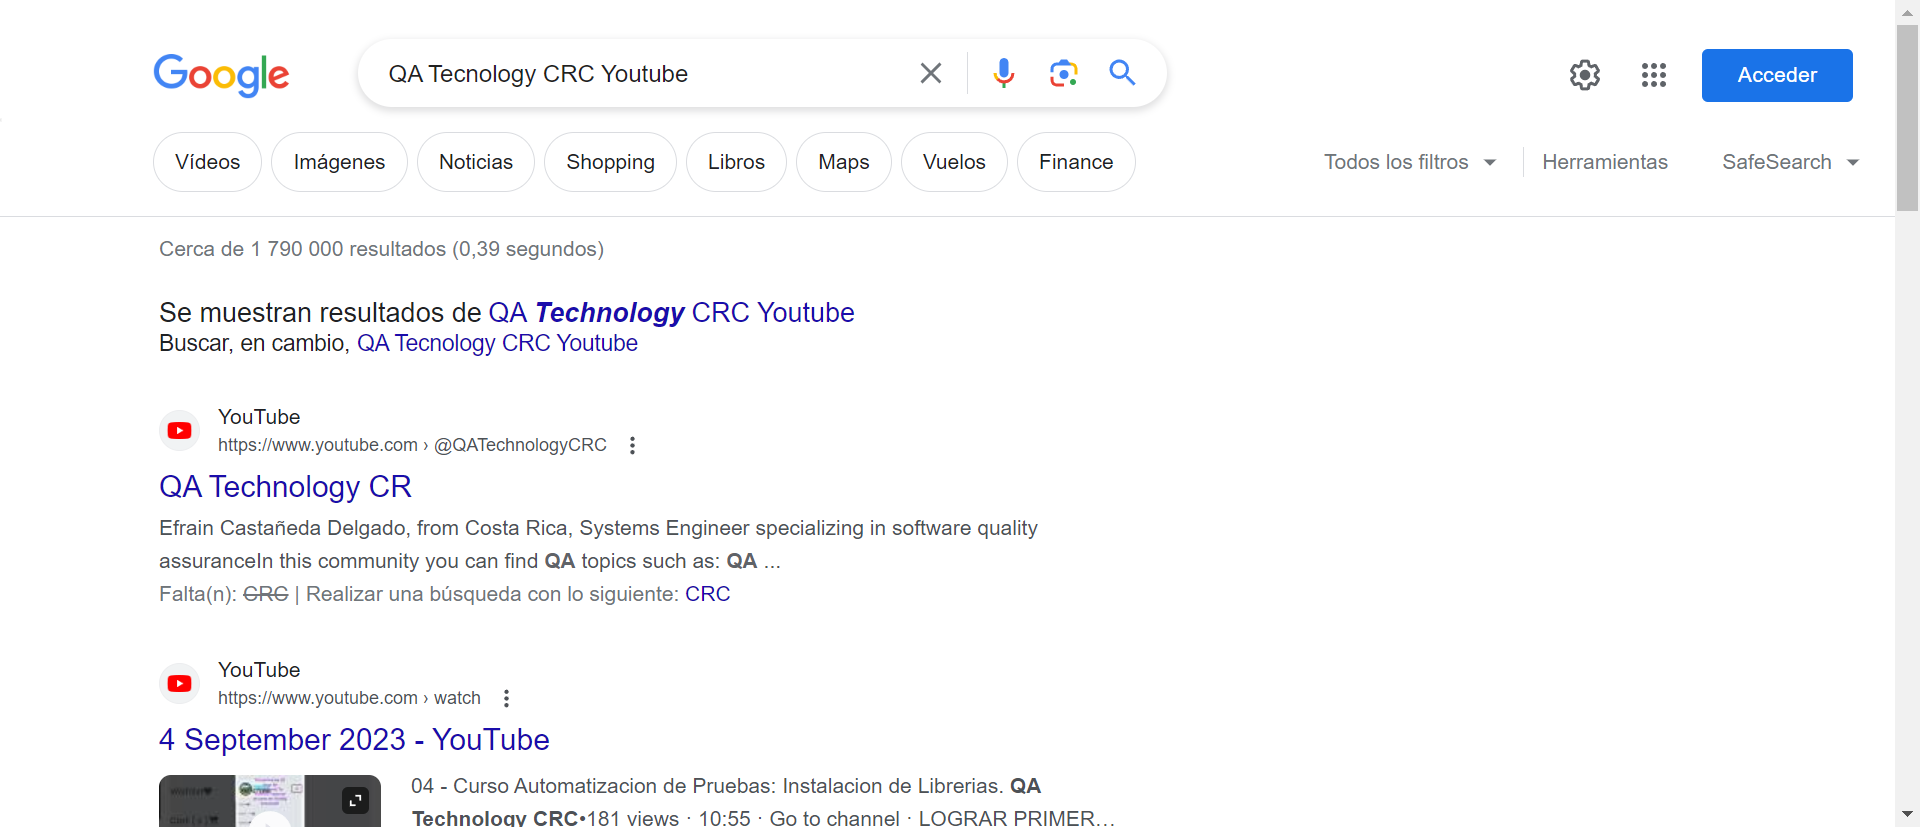 Google
QA Tecnology CRC Youtube
Acceder
Vídeos
Imágenes
Noticias
Shopping
Libros
Maps
Vuelos
Finance
Todos los filtros
Herramientas
SafeSearch
Cerca de 1 790 000 resultados (0,39 segundos)
Se muestran resultados de QA Technology CRC Youtube
Buscar, en cambio, QA Tecnology CRC Youtube
YouTube
https://www.youtube.com › @QATechnologyCRC
QA Technology CR
Efrain Castañeda Delgado, from Costa Rica, Systems Engineer specializing in software quality
assuranceIn this community you can find QA topics such as: QA ...
Falta(n): CRC | Realizar una búsqueda con lo siguiente: CRC
YouTube
https://www.youtube.com › watch
4 September 2023 - YouTube
04 - Curso Automatizacion de Pruebas: Instalacion de Librerias. QA
Technology CRC•181 views · 10:55 · Go to channel · LOGRAR PRIMER…